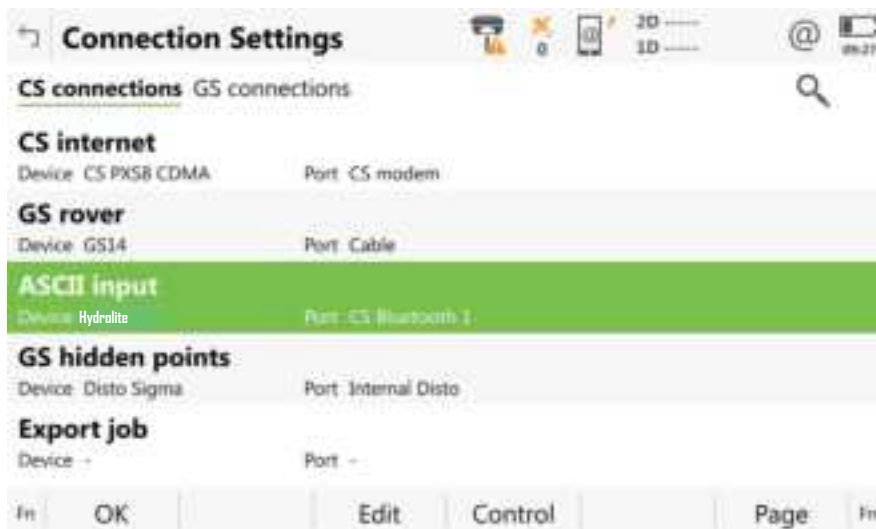 Connection Settings
0
2D -----
1D -----
@
CS connections GS connections
CS internet
Device CS PXS8 CDMA Port CS modem
GS rover
Device GS14 Port Cable
ASCII input
Device Hydrolite Port CS Bluetooth 1
GS hidden points
Device Disto Sigma Port Internal Disto
Export job
Device - Port -
Fn OK Edit Control Page Fn